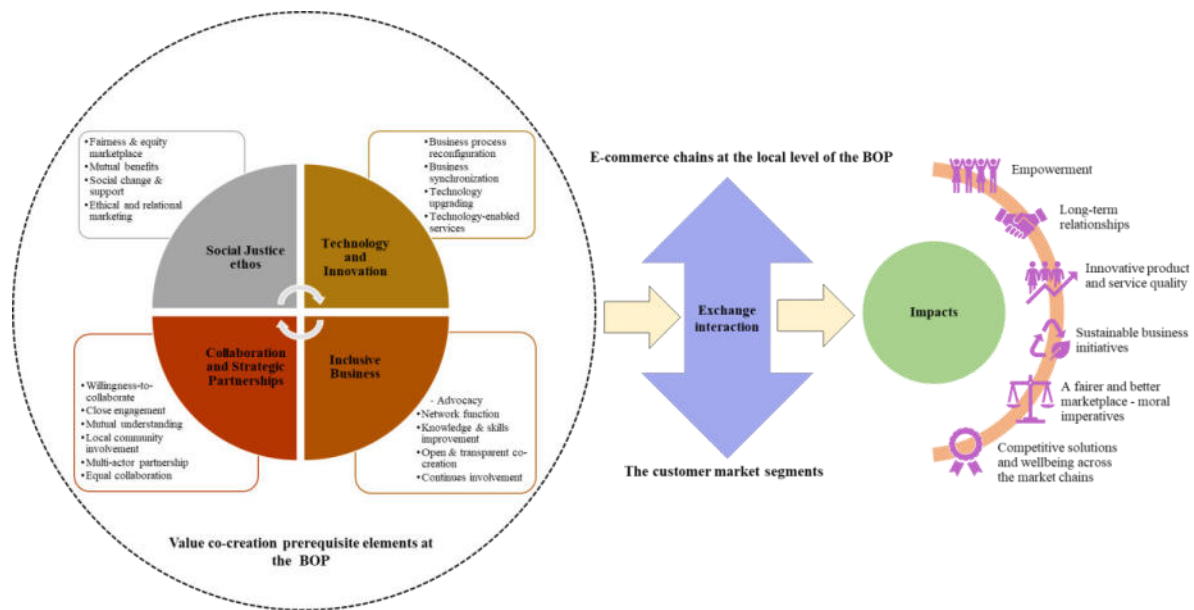 •Fairness & equity
marketplace
•Mutual benefits
•Social change &
support
•Ethical and relational
marketing
•Business process
reconfiguration
•Business
synchronization
•Technology
upgrading
•Technology-enabled
services
Social Justice
ethos
Technology
and
Innovation
Collaboration
and Strategic
Partnerships
Inclusive
Business
•Willingness-to-
collaborate
•Close engagement
•Mutual understanding
•Local community
involvement
•Multi-actor partnership
•Equal collaboration
- Advocacy
•Network function
•Knowledge & skills
improvement
•Open & transparent co-
creation
•Continues involvement
Value co-creation prerequisite elements at
the BOP
E-commerce chains at the local level of the BOP
Exchange
interaction
The customer market segments
Impacts
Empowerment
Long-term
relationships
Innovative product
and service quality
Sustainable business
initiatives
A fairer and better
marketplace - moral
imperatives
Competitive solutions
and wellbeing across
the market chains